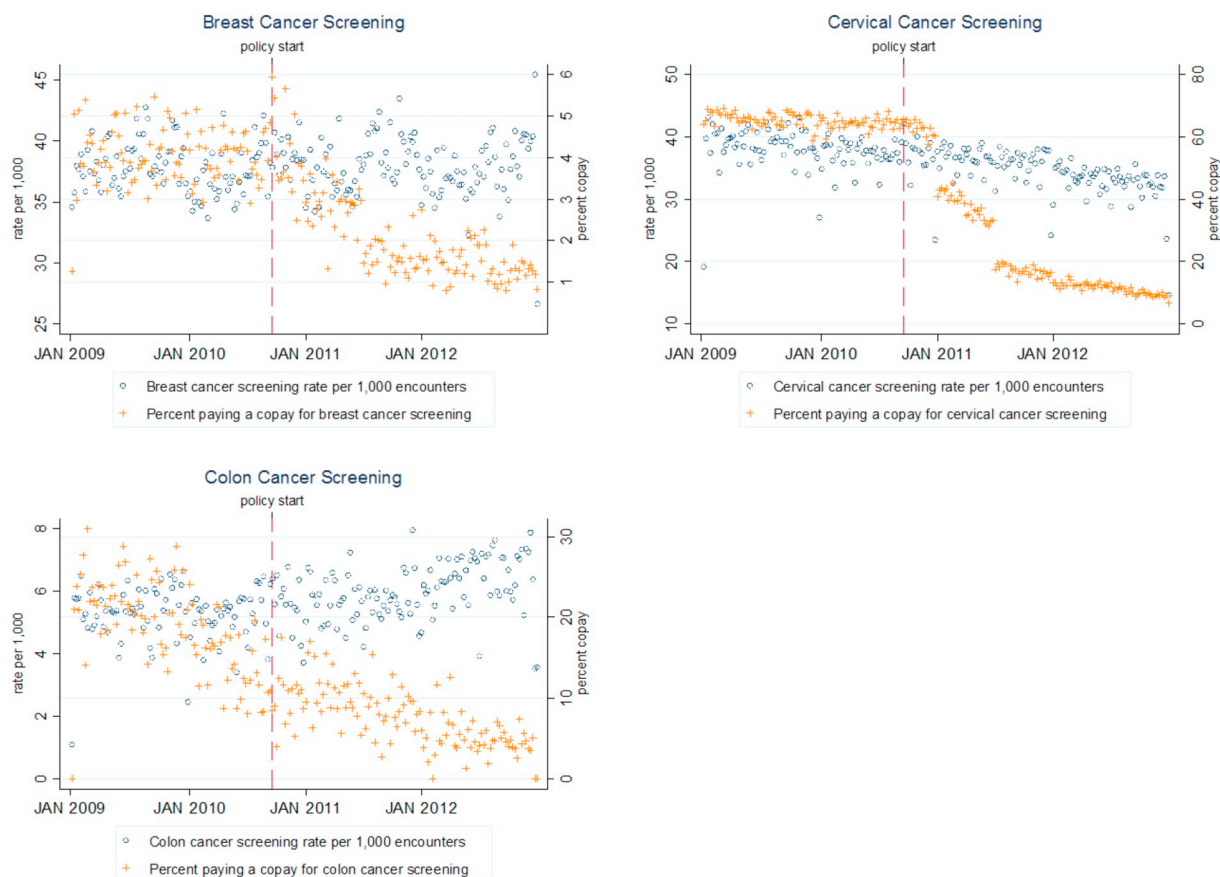 Breast Cancer Screening
policy start
rate per 1,000
45
40
35
30
25
percent copay
6
5
4
3
2
1
JAN 2009 JAN 2010 JAN 2011 JAN 2012
Breast cancer screening rate per 1,000 encounters
Percent paying a copay for breast cancer screening
Cervical Cancer Screening
policy start
rate per 1,000
50
40
30
20
10
percent copay
80
60
40
20
0
JAN 2009 JAN 2010 JAN 2011 JAN 2012
Cervical cancer screening rate per 1,000 encounters
Percent paying a copay for cervical cancer screening
Colon Cancer Screening
policy start
rate per 1,000
8
6
4
2
0
percent copay
30
20
10
0
JAN 2009 JAN 2010 JAN 2011 JAN 2012
Colon cancer screening rate per 1,000 encounters
Percent paying a copay for colon cancer screening